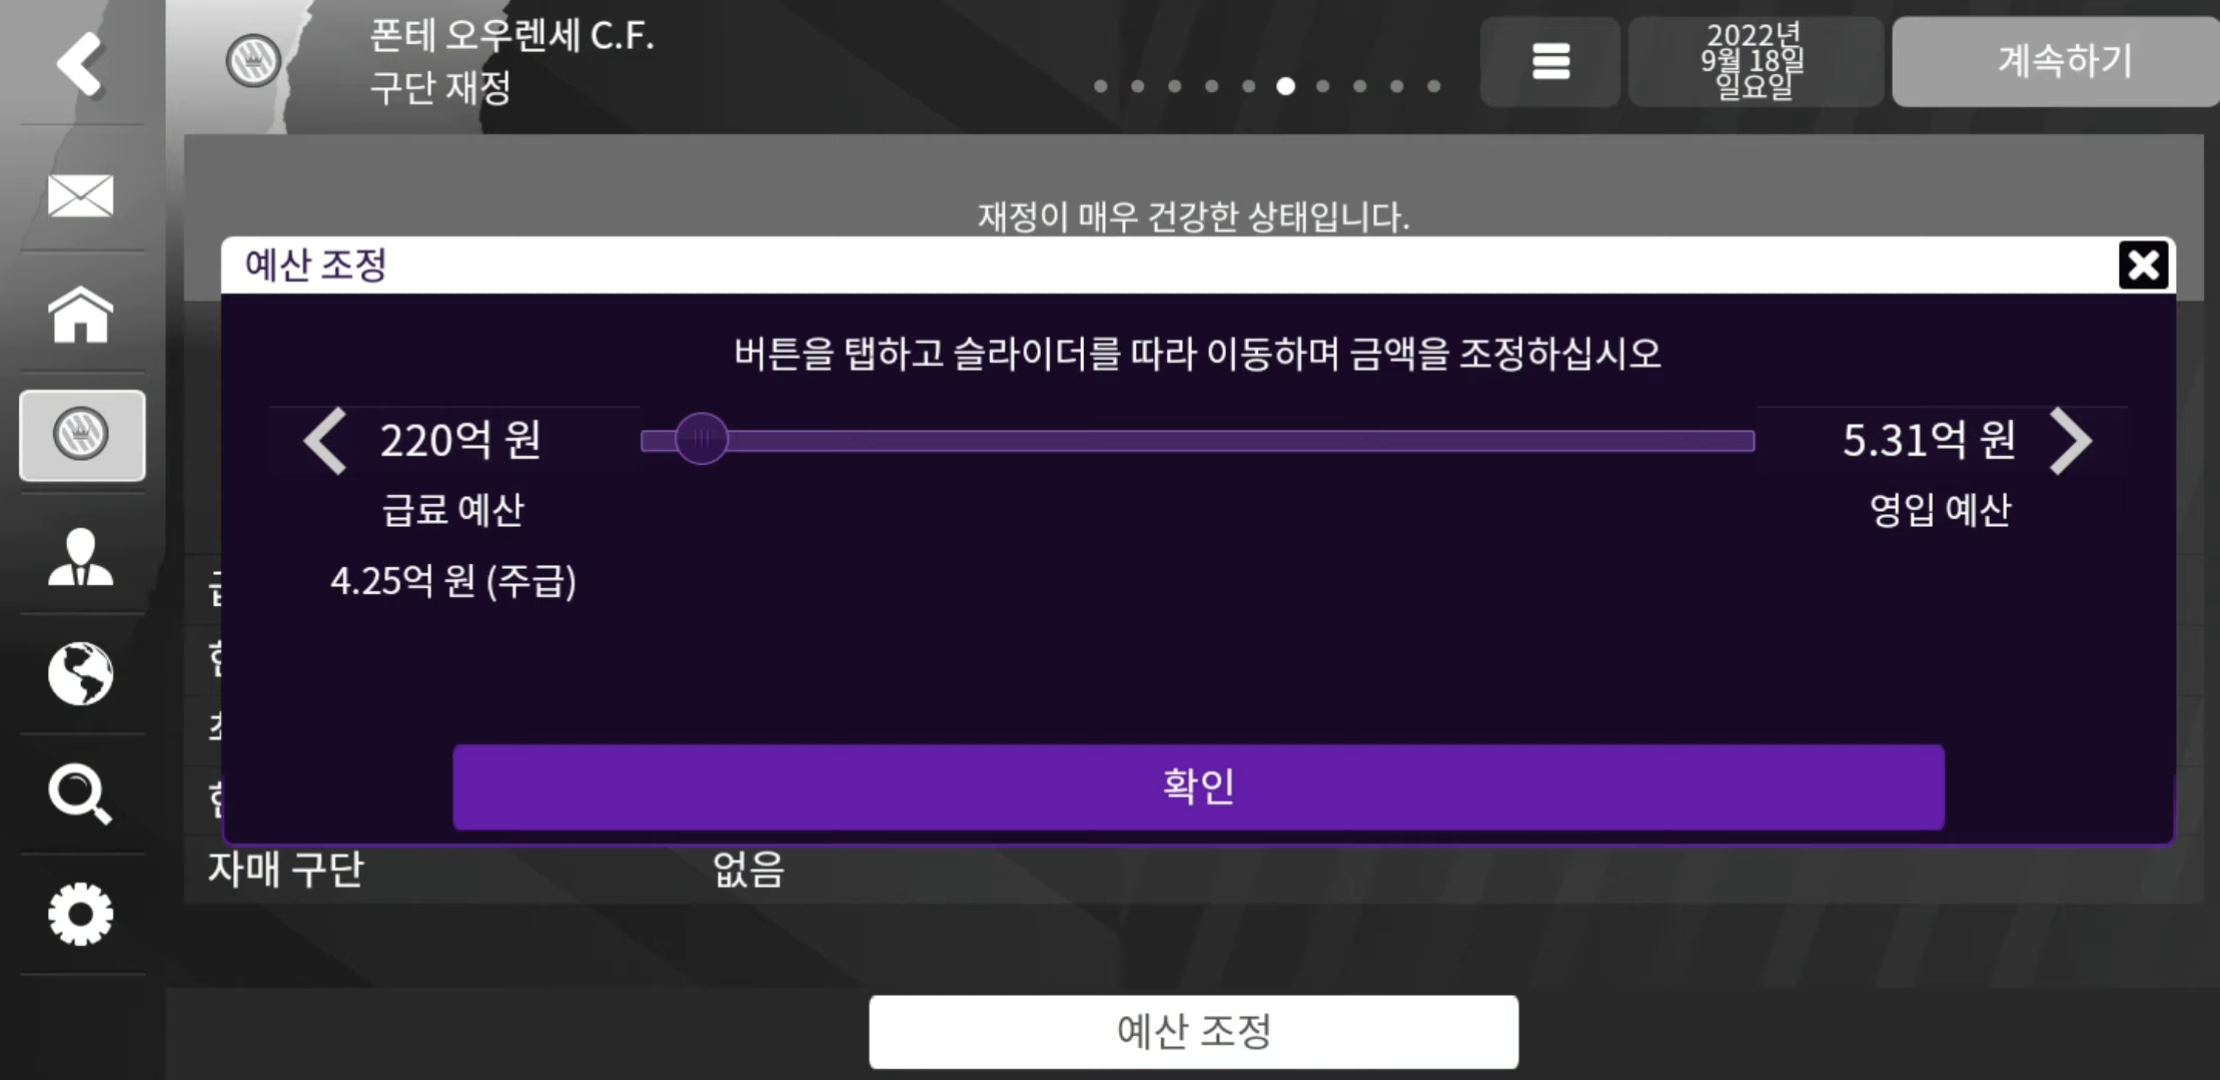 폰테 오우렌세 C.F.
구단 재정
2022년
9월 18일
일요일
계속하기
재정이 매우 건강한 상태입니다.
예산 조정
버튼을 탭하고 슬라이더를 따라 이동하며 금액을 조정하십시오
220억 원
5.31억 원
급료 예산
영입 예산
4.25억 원 (주급)
확인
자매 구단 없음
예산 조정